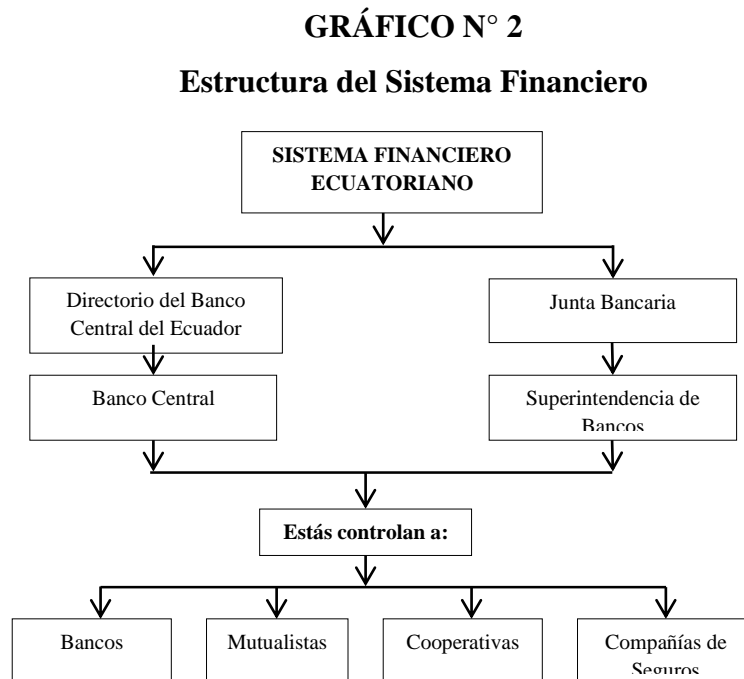 GRÁFICO N° 2
Estructura del Sistema Financiero
SISTEMA FINANCIERO
ECUATORIANO
Directorio del Banco
Central del Ecuador
Junta Bancaria
Banco Central
Superintendencia de
Bancos
Estás controlan a:
Bancos
Mutualistas
Cooperativas
Compañías de
Seguros